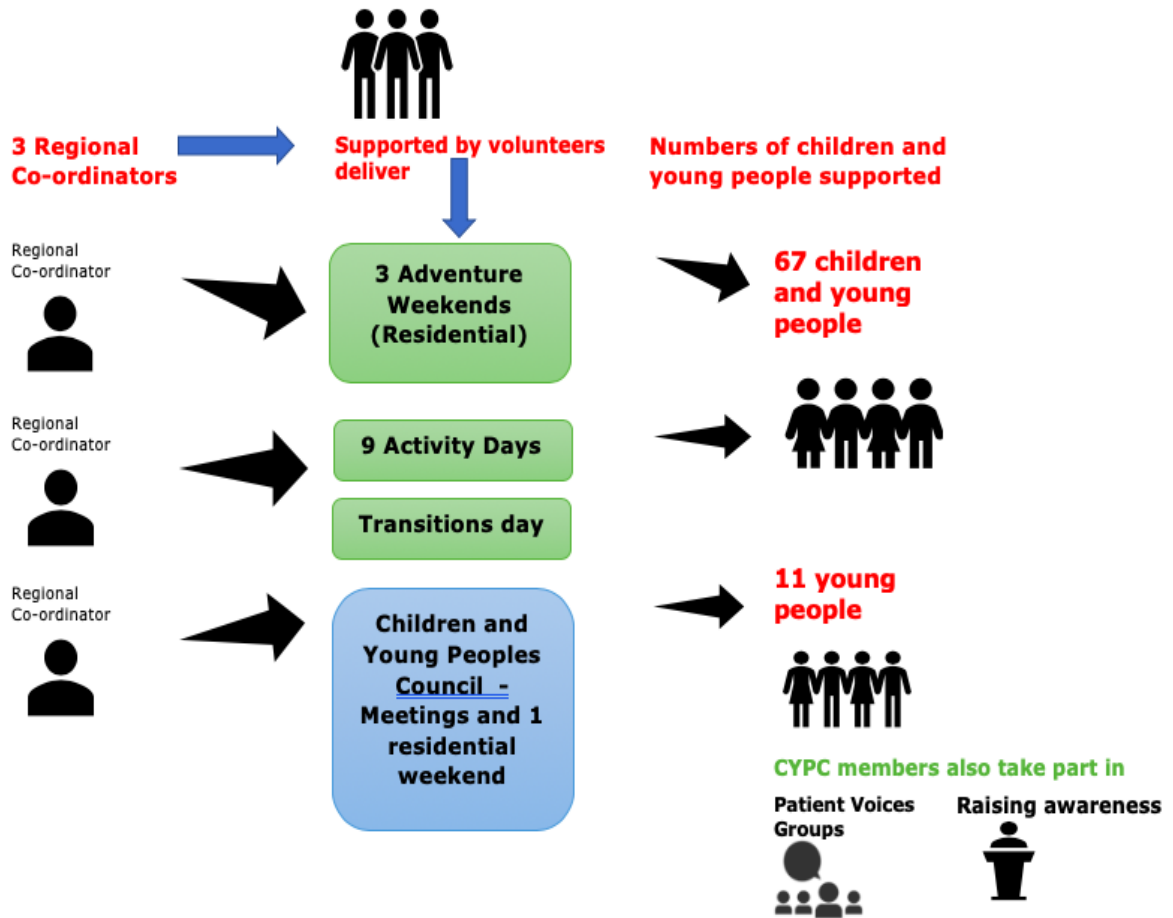 3 Regional
Co-ordinators
Supported by volunteers
deliver
Numbers of children and
young people supported
Regional
Co-ordinator
3 Adventure
Weekends
(Residential)
67 children
and young
people
Regional
Co-ordinator
9 Activity Days
Transitions day
Regional
Co-ordinator
Children and
Young Peoples
Council -
Meetings and 1
residential
weekend
11 young
people
CYPC members also take part in
Patient Voices
Groups
Raising awareness